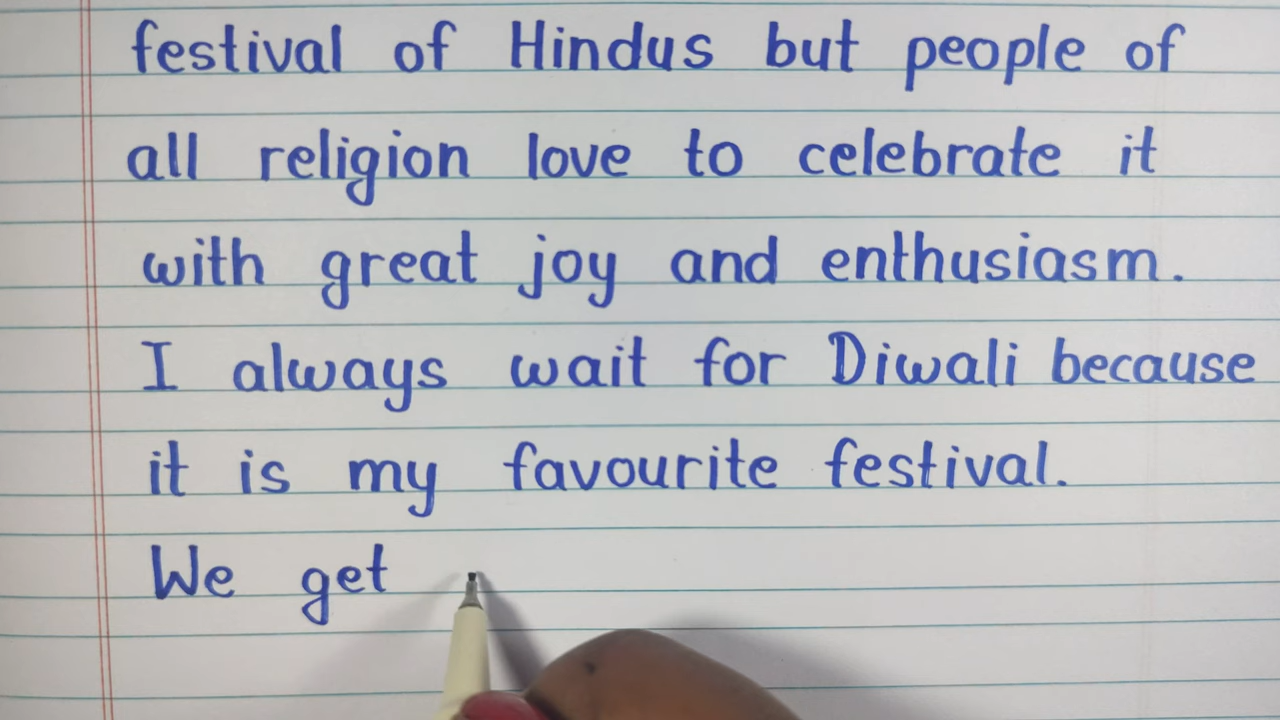 festival of Hindus but people of
all religion love to celebrate it
with great joy and enthusiasm.
I always wait for Diwali because
it is my favourite festival.
We get